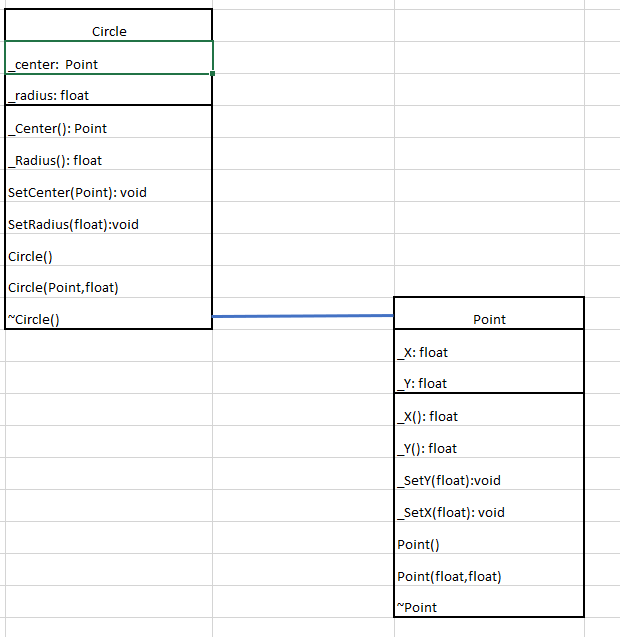 Circle
_center: Point
_radius: float
_Center(): Point
_Radius(): float
SetCenter(Point): void
SetRadius(float):void
Circle()
Circle(Point,float)
~Circle()
Point
_X: float
_Y: float
_X(): float
_Y(): float
_SetY(float):void
_SetX(float): void
Point()
Point(float,float)
~Point